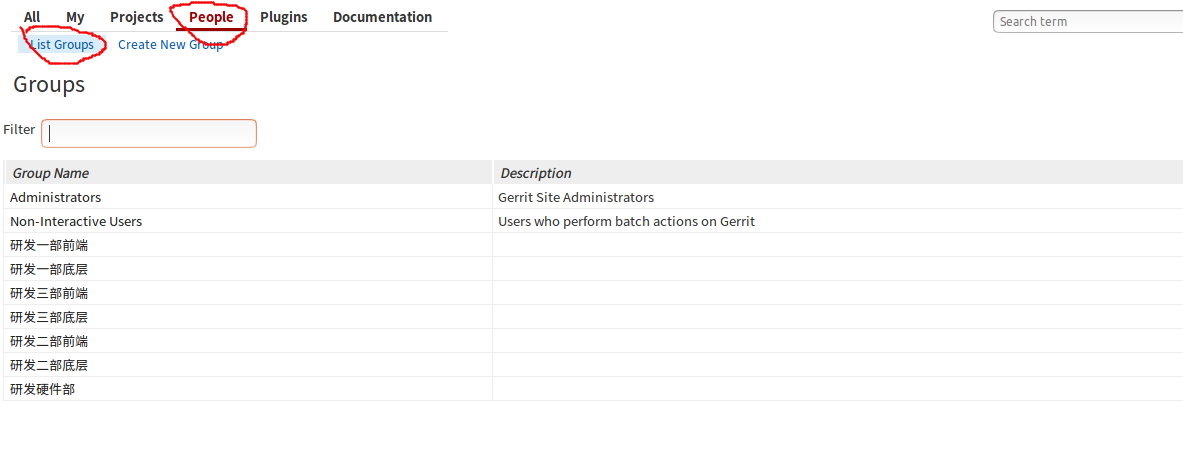 All My Projects People Plugins Documentation
Search term
List Groups Create New Group
Groups
Filter
Group Name Description
Administrators Gerrit Site Administrators
Non-Interactive Users Users who perform batch actions on Gerrit
研发一部前端
研发一部底层
研发三部前端
研发三部底层
研发二部前端
研发二部底层
研发硬件部